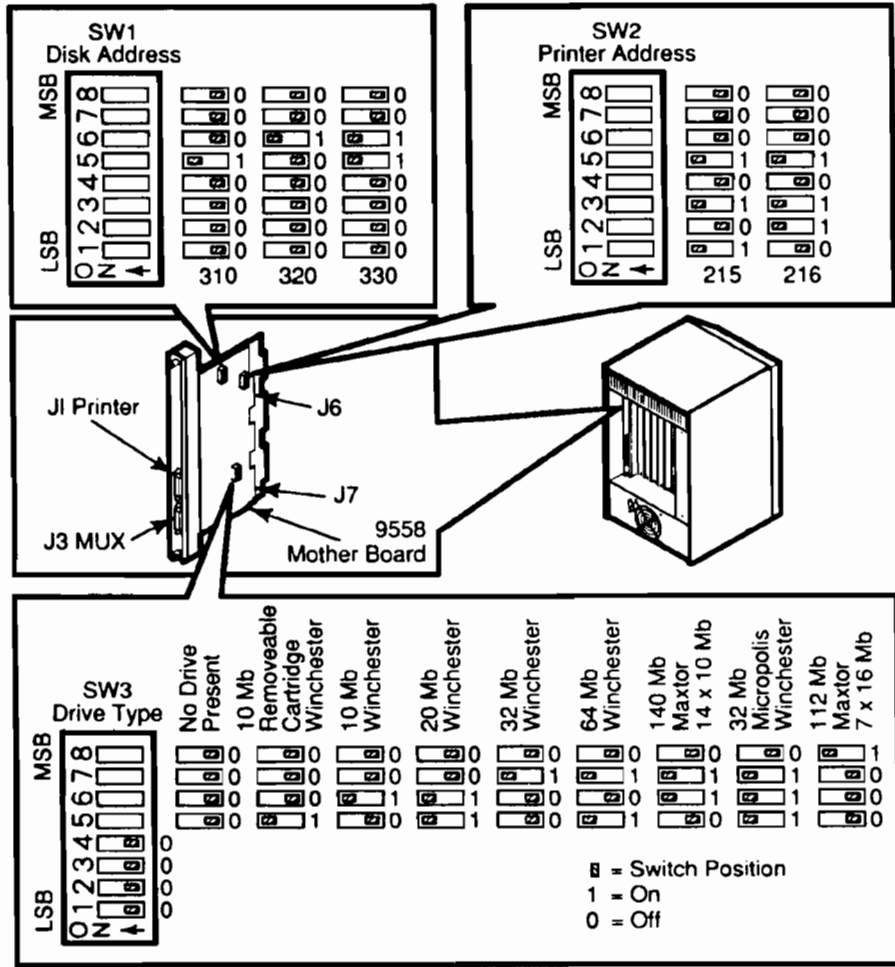 SW1
Disk Address
MSB
8 0 0 0
7 0 0 0
6 0 1 1
5 1 0 1
4 0 0 0
3 0 0 0
2 0 0 0
1 0 0 0
LSB
ON ←
310 320 330
SW2
Printer Address
MSB
8 0 0
7 0 0
6 0 0
5 1 1
4 0 0
3 1 1
2 0 1
1 1 0
LSB
ON ←
215 216
J1 Printer
J3 MUX
J6
J7
9558
Mother Board
SW3
Drive Type
No Drive
Present
10 Mb
Removeable
Cartridge
Winchester
10 Mb
Winchester
20 Mb
Winchester
32 Mb
Winchester
64 Mb
Winchester
140 Mb
Maxtor
14 x 10 Mb
32 Mb
Micropolis
Winchester
112 Mb
Maxtor
7 x 16 Mb
MSB
8 0 0 0 0 0 0 0 0 1
7 0 0 0 0 1 1 1 1 0
6 0 0 1 1 0 0 1 1 0
5 0 1 0 1 0 1 0 1 0
4 0
3 0
2 0
1 0
LSB
ON ←
= Switch Position
1 = On
0 = Off